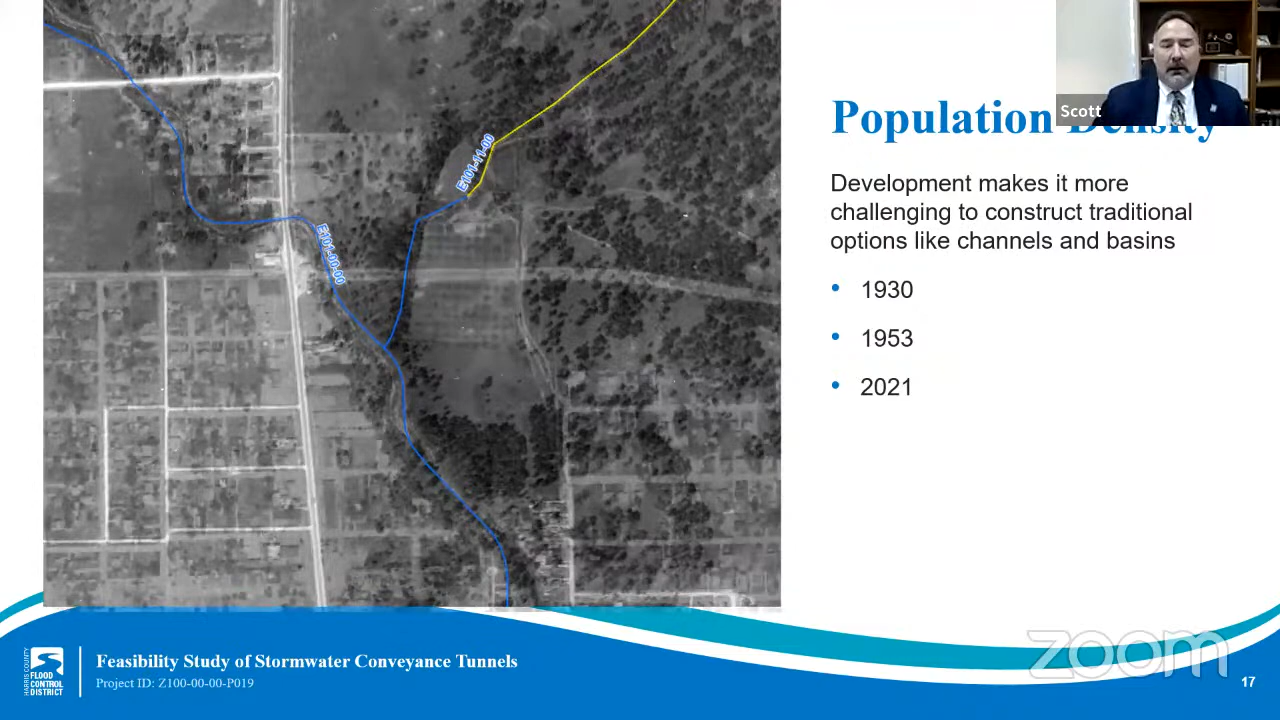 Scott
Population Density
Development makes it more
challenging to construct traditional
options like channels and basins
• 1930
• 1953
• 2021
E101-11-00
E101-00-00
HARRIS COUNTY
FLOOD
CONTROL
DISTRICT
Feasibility Study of Stormwater Conveyance Tunnels
Project ID: Z100-00-00-P019
zoom
17